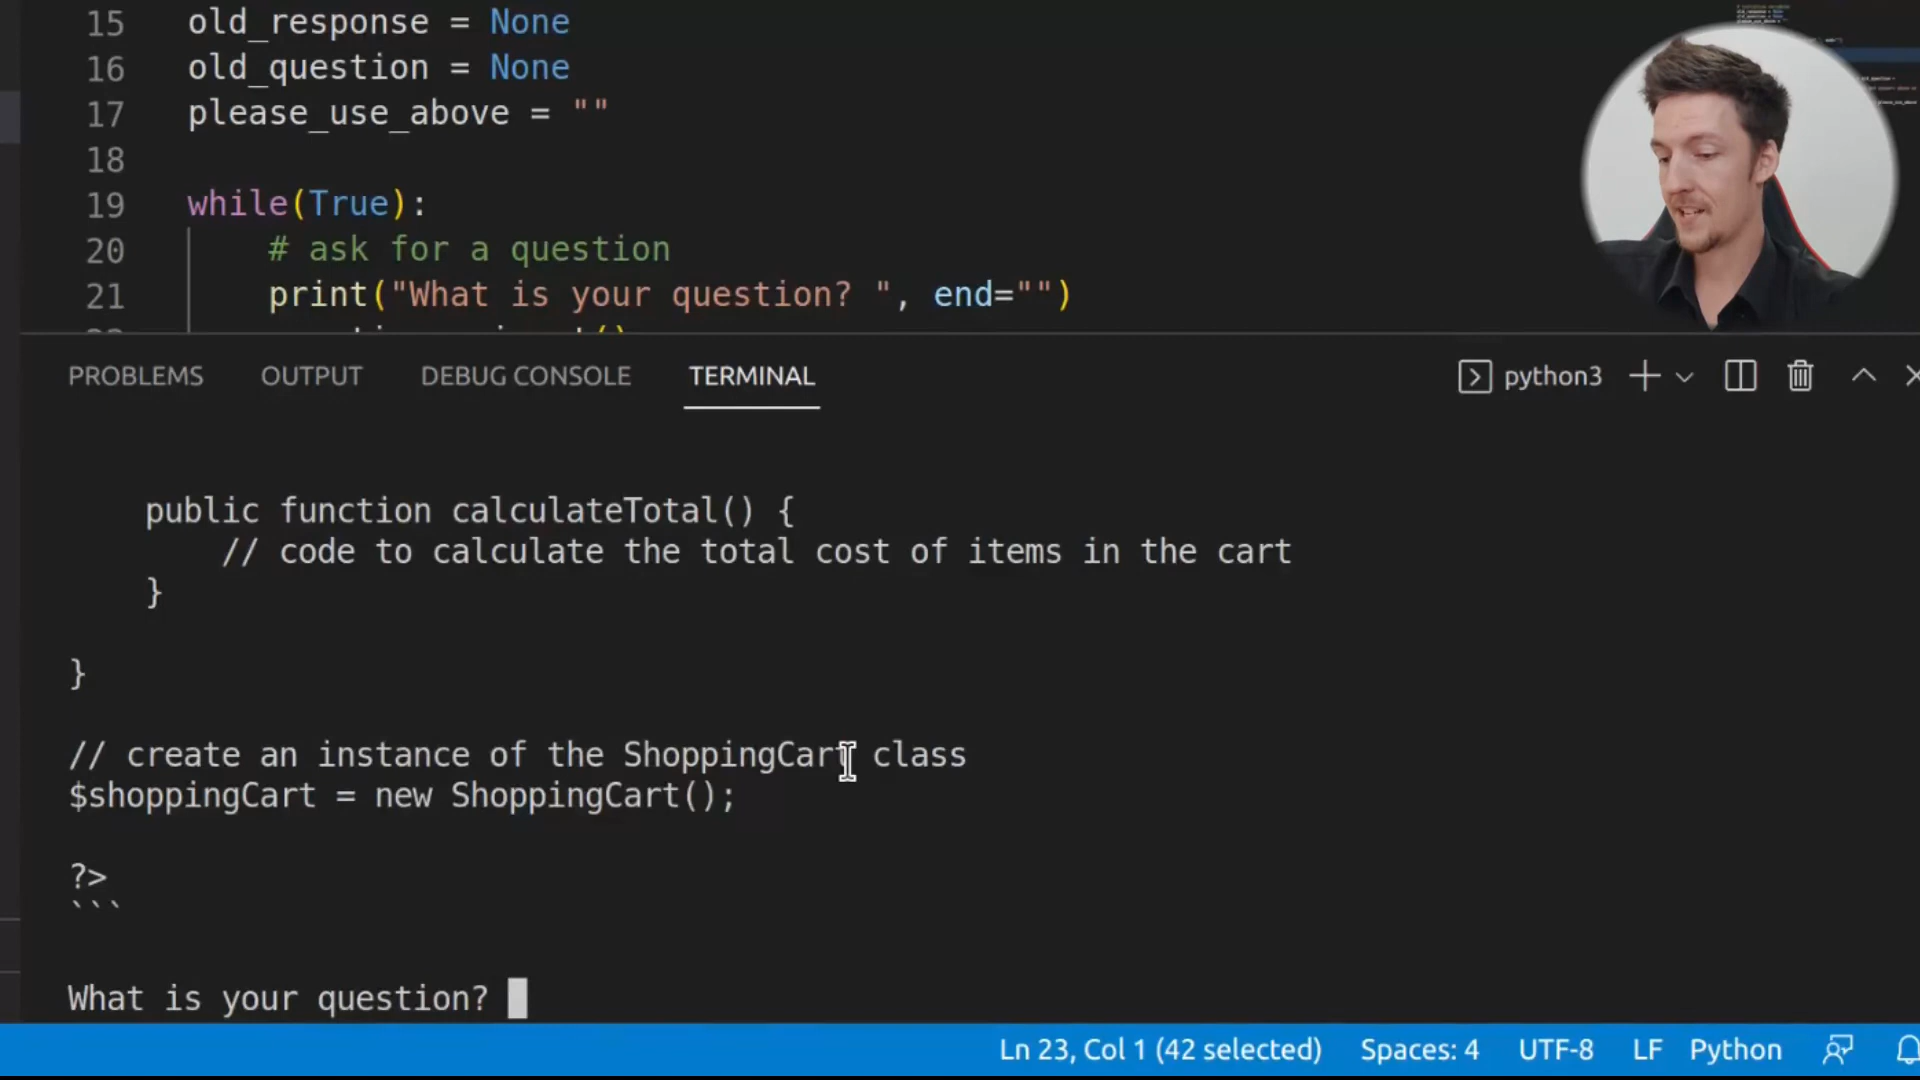 15 old_response = None
16 old_question = None
17 please_use_above = ""
18
19 while(True):
20 # ask for a question
21 print("What is your question? ", end="")
PROBLEMS OUTPUT DEBUG CONSOLE TERMINAL python3
public function calculateTotal() {
// code to calculate the total cost of items in the cart
}
}
// create an instance of the ShoppingCart class
$shoppingCart = new ShoppingCart();
?>
```
What is your question?
Ln 23, Col 1 (42 selected) Spaces: 4 UTF-8 LF Python